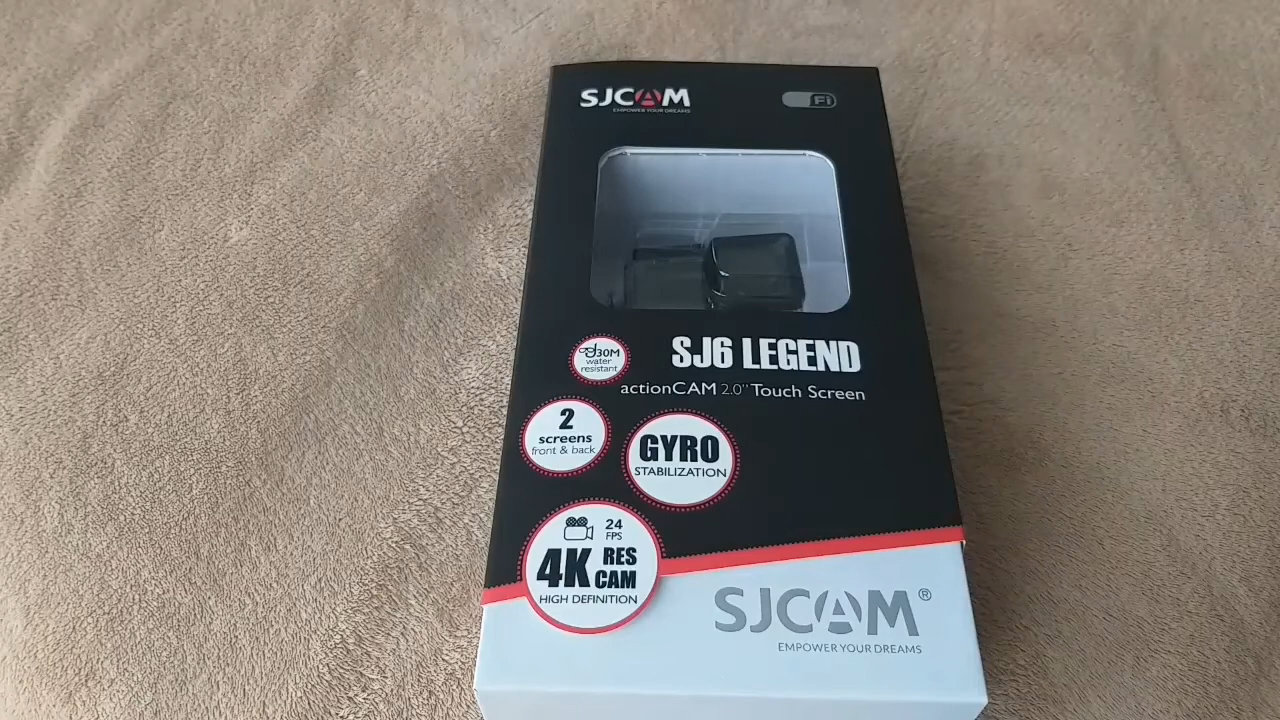 SJCAM
EMPOWER YOUR DREAMS
Fi
SJ6 LEGEND
actionCAM 2.0" Touch Screen
30M
water
resistant
2
screens
front & back
GYRO
STABILIZATION
24
FPS
4K RES
CAM
HIGH DEFINITION
SJCAM®
EMPOWER YOUR DREAMS